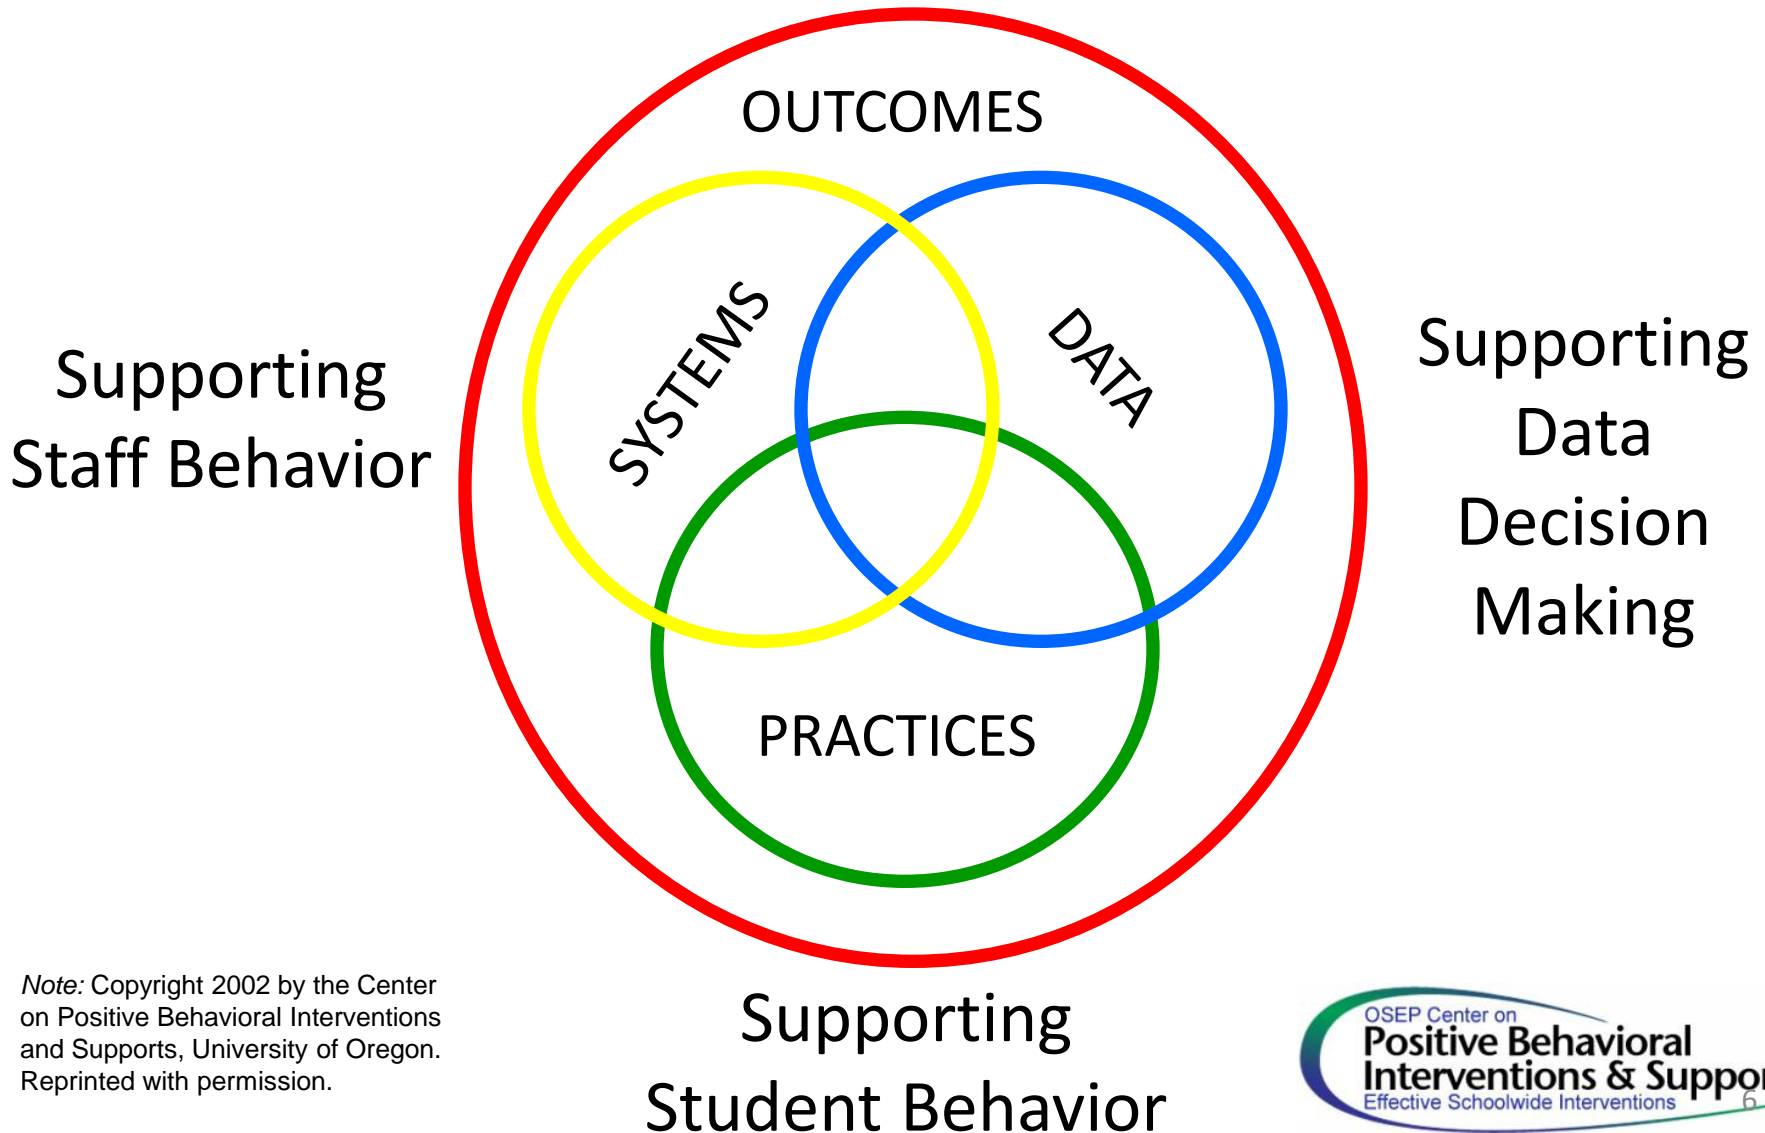 OUTCOMES
SYSTEMS
DATA
PRACTICES
Supporting
Staff Behavior
Supporting
Data
Decision
Making
Supporting
Student Behavior
Note: Copyright 2002 by the Center
on Positive Behavioral Interventions
and Supports, University of Oregon.
Reprinted with permission.
OSEP Center on
Positive Behavioral
Interventions & Suppor
Effective Schoolwide Interventions
6